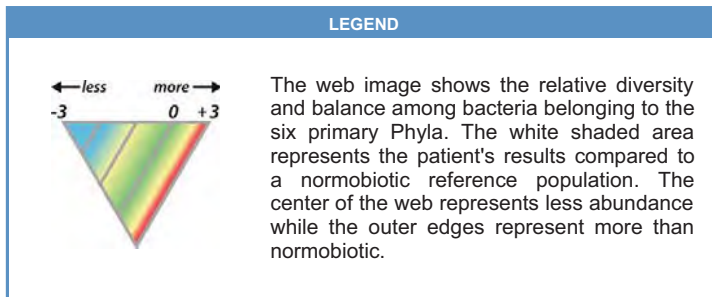 LEGEND
less more
-3 0 +3
The web image shows the relative diversity
and balance among bacteria belonging to the
six primary Phyla. The white shaded area
represents the patient's results compared to
a normobiotic reference population. The
center of the web represents less abundance
while the outer edges represent more than
normobiotic.